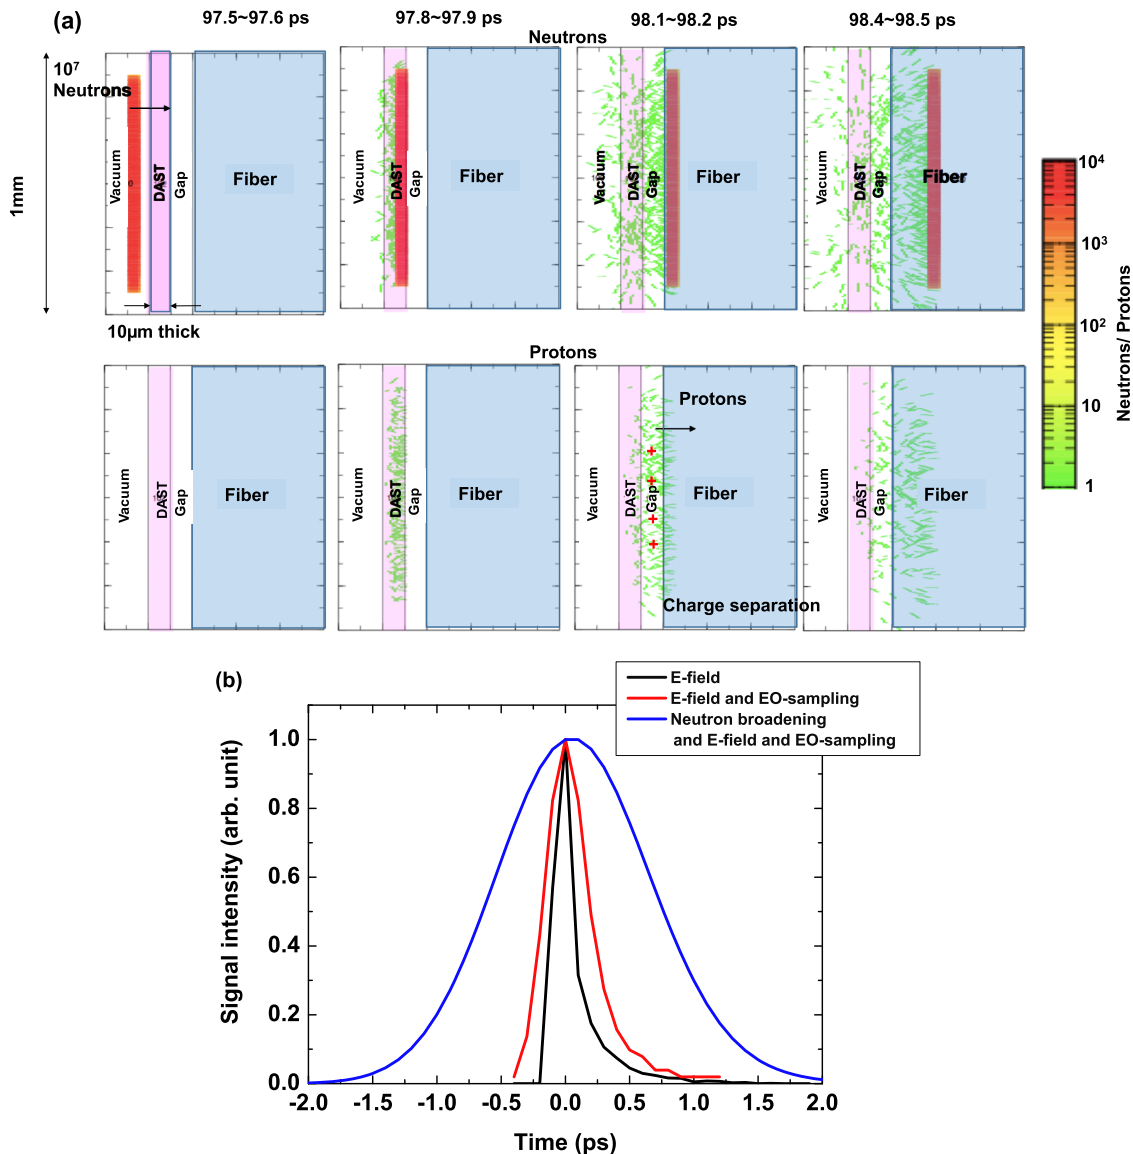 (a)
97.5~97.6 ps
97.8~97.9 ps
98.1~98.2 ps
98.4~98.5 ps
Neutrons
10⁷
Neutrons
Vacuum
DAST
Gap
Fiber
Vacuum
DAST
Gap
Fiber
Vacuum
DAST
Gap
Fiber
Vacuum
DAST
Gap
Fiber
1mm
10µm thick
Protons
Vacuum
DAST
Gap
Fiber
Vacuum
DAST
Gap
Fiber
Vacuum
DAST
Gap
Protons
Fiber
Charge separation
Vacuum
DAST
Gap
Fiber
10⁴
10³
10²
10
1
Neutrons/ Protons
(b)
E-field
E-field and EO-sampling
Neutron broadening
and E-field and EO-sampling
Signal intensity (arb. unit)
1.0
0.8
0.6
0.4
0.2
0.0
-2.0 -1.5 -1.0 -0.5 0.0 0.5 1.0 1.5 2.0
Time (ps)